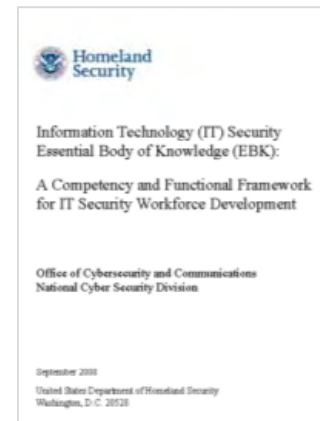 Homeland
Security
Information Technology (IT) Security
Essential Body of Knowledge (EBK):
A Competency and Functional Framework
for IT Security Workforce Development
Office of Cybersecurity and Communications
National Cyber Security Division
September 2008
United States Department of Homeland Security
Washington, D.C. 20528